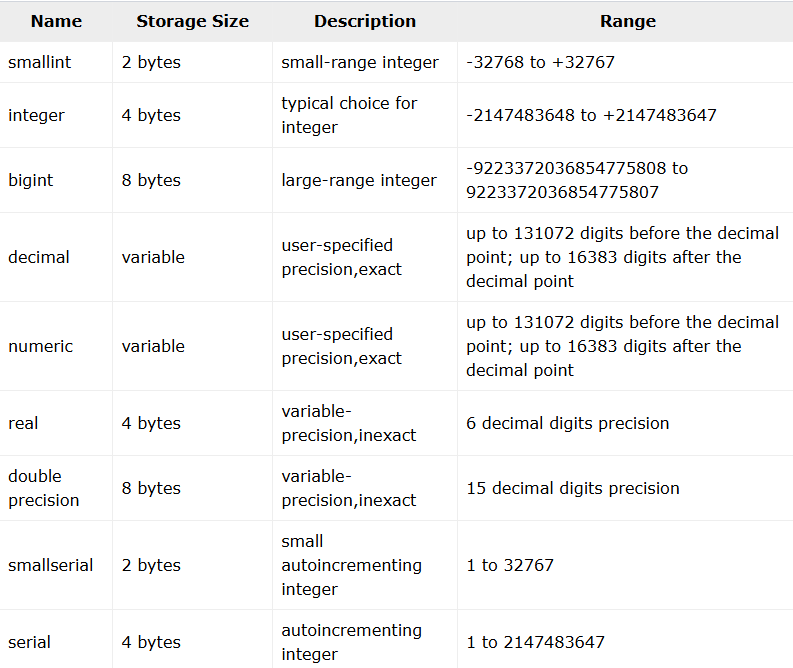 Name Storage Size Description Range
smallint 2 bytes small-range integer -32768 to +32767
integer 4 bytes typical choice for
integer -2147483648 to +2147483647
bigint 8 bytes large-range integer -9223372036854775808 to
9223372036854775807
decimal variable user-specified
precision,exact up to 131072 digits before the decimal
point; up to 16383 digits after the
decimal point
numeric variable user-specified
precision,exact up to 131072 digits before the decimal
point; up to 16383 digits after the
decimal point
real 4 bytes variable-
precision,inexact 6 decimal digits precision
double
precision 8 bytes variable-
precision,inexact 15 decimal digits precision
smallserial 2 bytes small
autoincrementing
integer 1 to 32767
serial 4 bytes autoincrementing
integer 1 to 2147483647